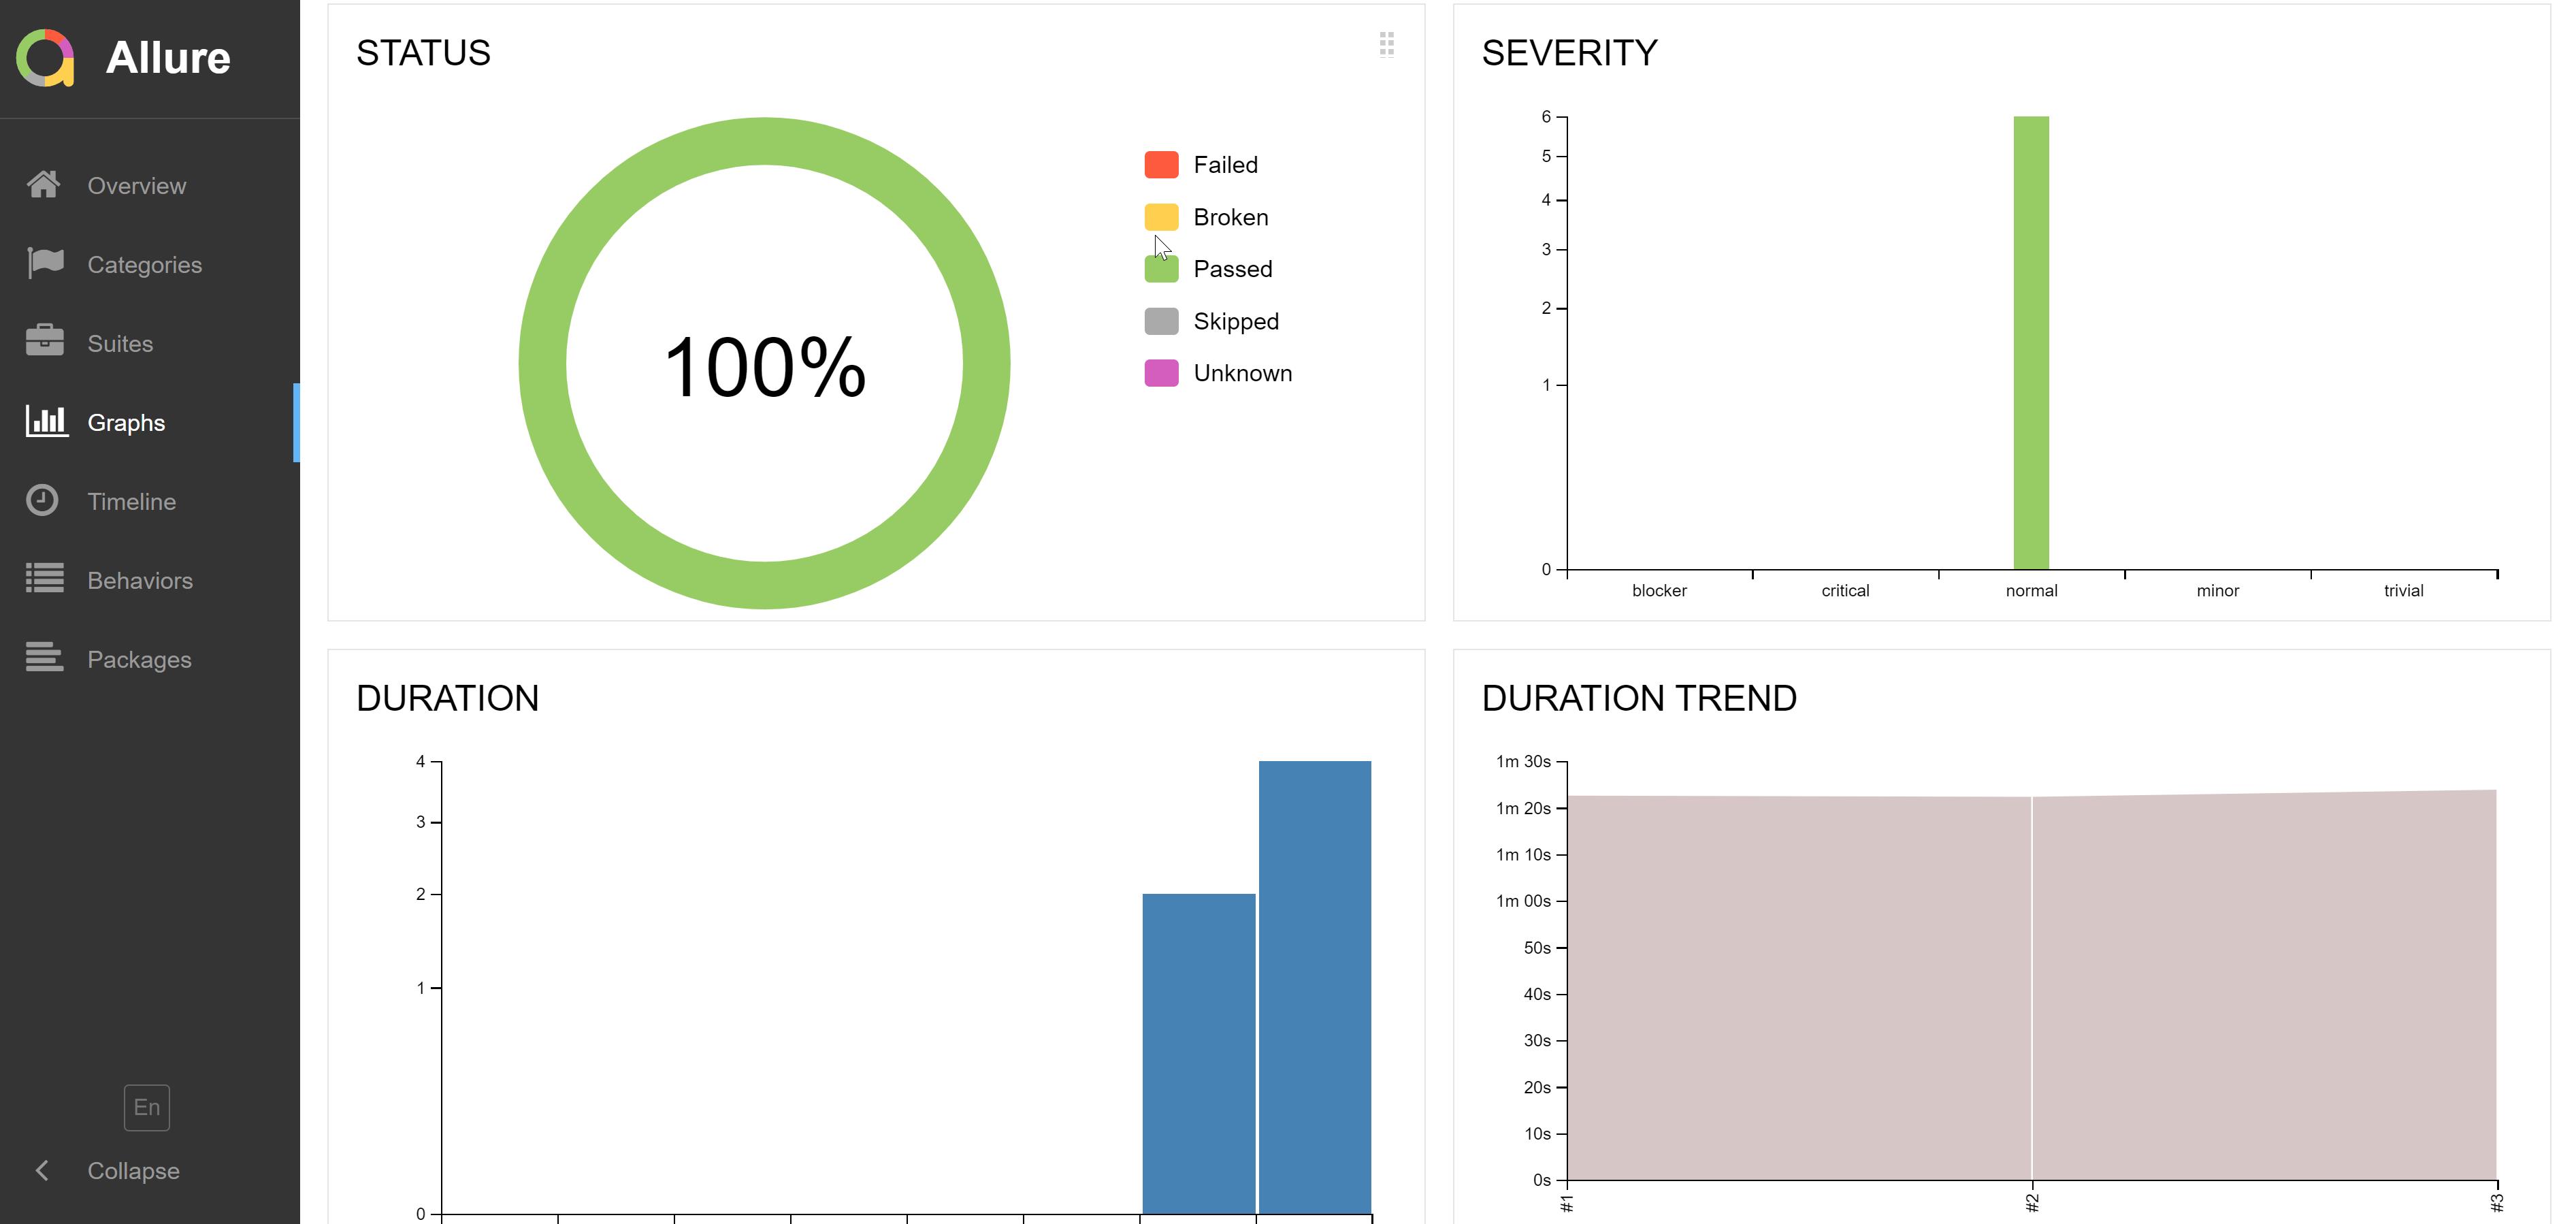 Allure
Overview
Categories
Suites
Graphs
Timeline
Behaviors
Packages
En
Collapse
STATUS
100%
Failed
Broken
Passed
Skipped
Unknown
SEVERITY
6
5
4
3
2
1
0
blocker critical normal minor trivial
DURATION
4
3
2
1
0
DURATION TREND
1m 30s
1m 20s
1m 10s
1m 00s
50s
40s
30s
20s
10s
0s
#1 #2 #3